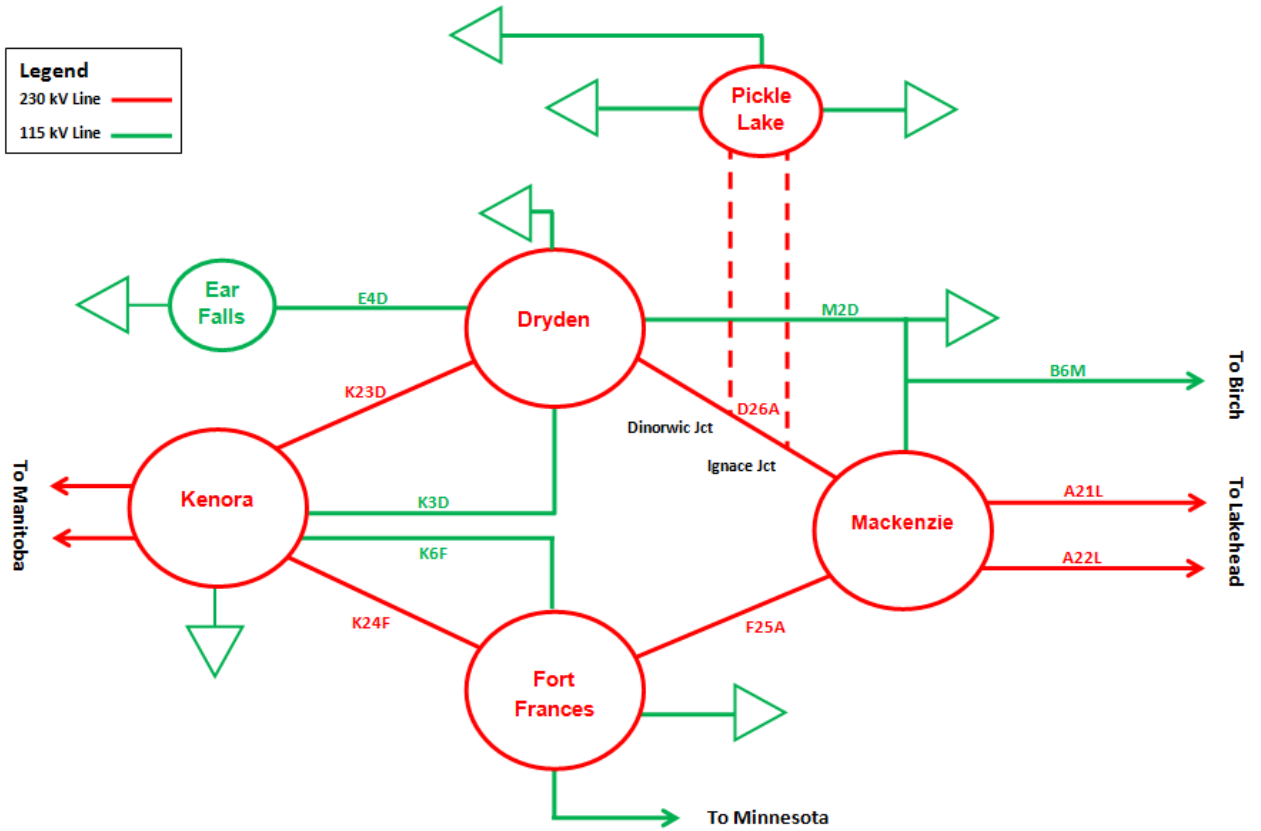 Legend
230 kV Line
115 kV Line
Pickle
Lake
Ear
Falls
E4D
Dryden
M2D
B6M
To Birch
K23D
D26A
Dinorwic Jct
Ignace Jct
To Manitoba
Kenora
K3D
K6F
Mackenzie
A21L
A22L
To Lakehead
K24F
F25A
Fort
Frances
To Minnesota